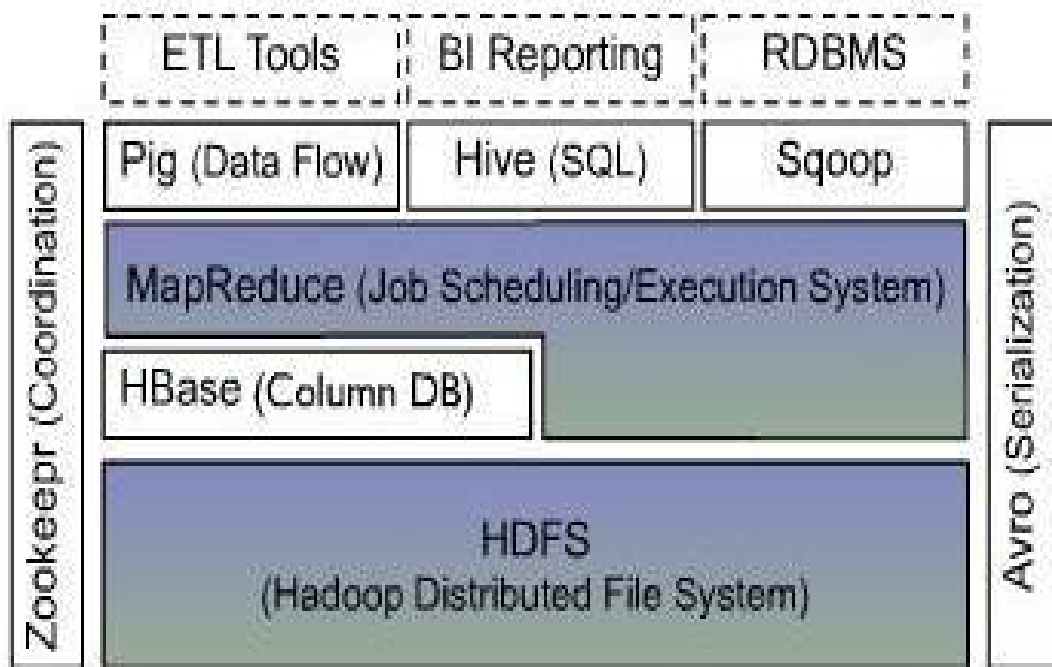 ETL Tools
BI Reporting
RDBMS
Pig (Data Flow)
Hive (SQL)
Sqoop
MapReduce (Job Scheduling/Execution System)
HBase (Column DB)
HDFS
(Hadoop Distributed File System)
Zookeepr (Coordination)
Avro (Serialization)